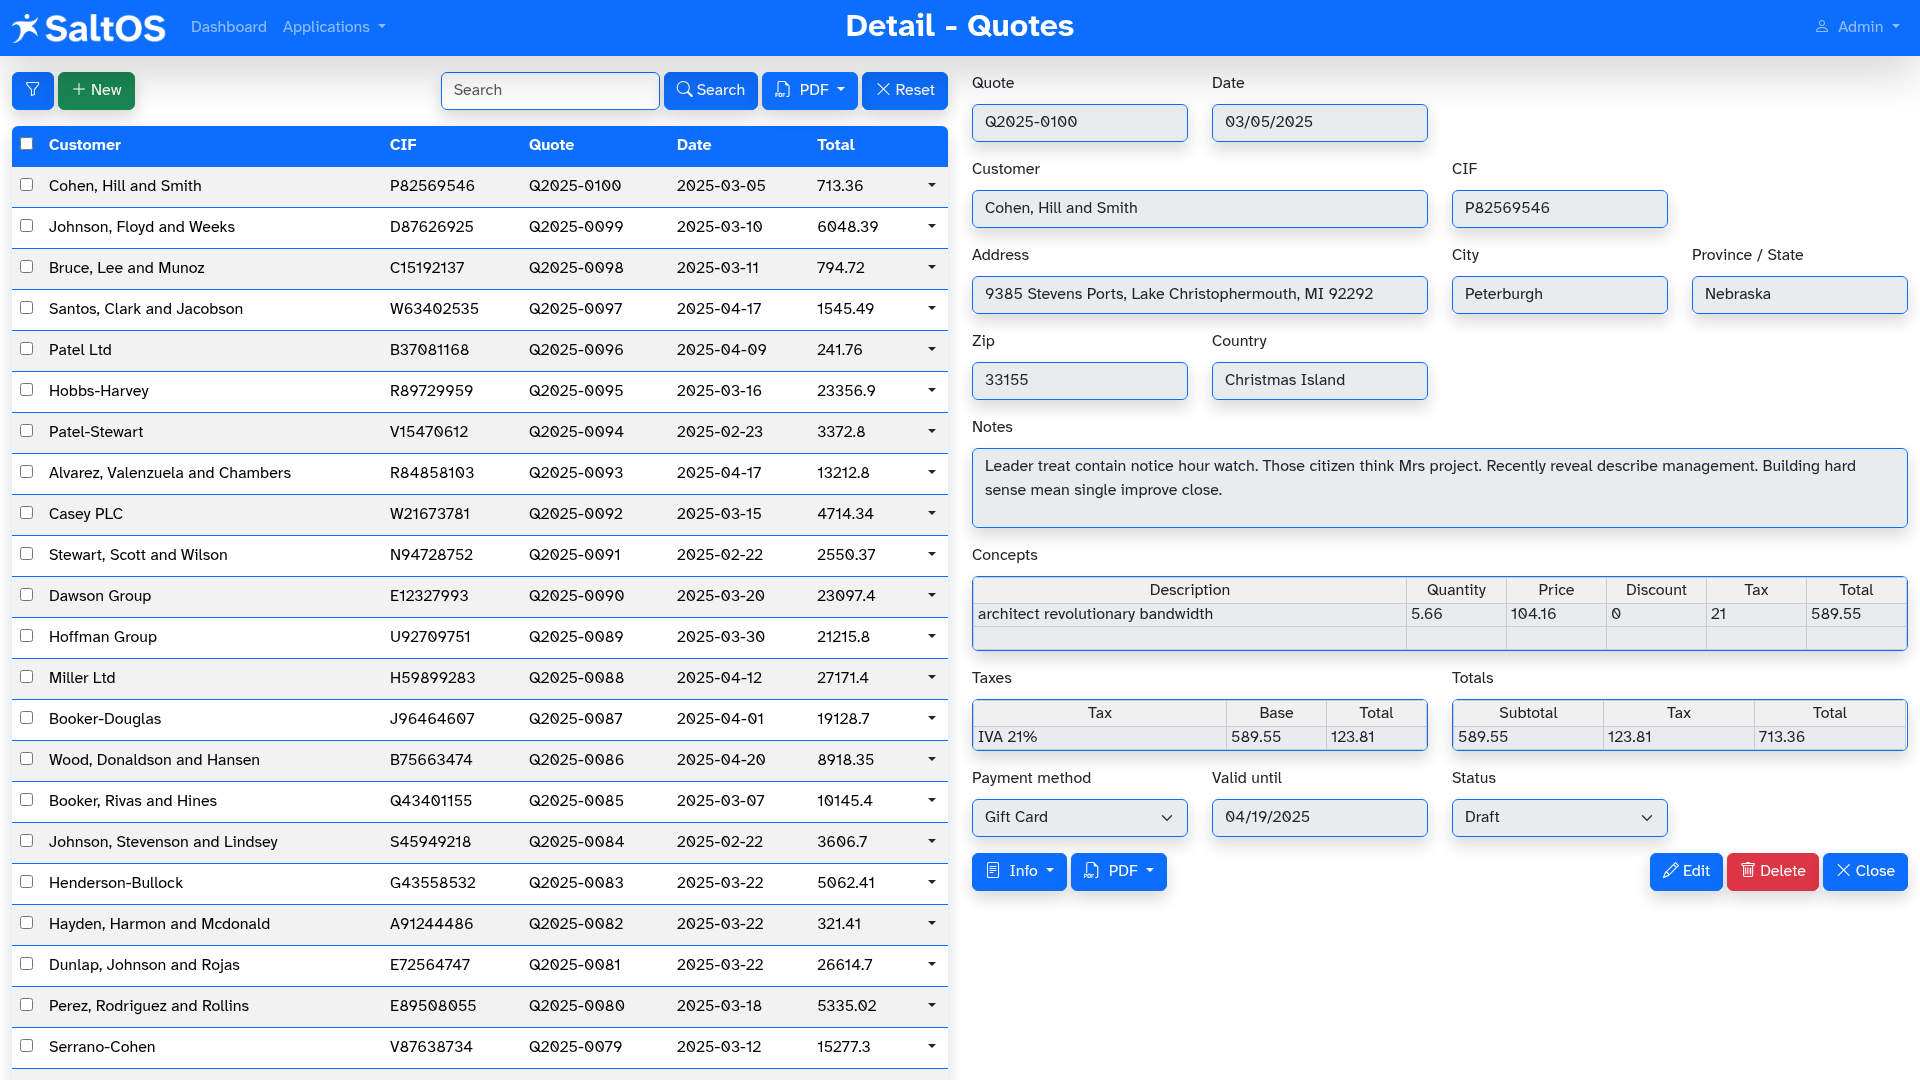 SaltOS Dashboard Applications Detail - Quotes Admin
+ New Search Search PDF Reset
Customer CIF Quote Date Total
Cohen, Hill and Smith P82569546 Q2025-0100 2025-03-05 713.36
Johnson, Floyd and Weeks D87626925 Q2025-0099 2025-03-10 6048.39
Bruce, Lee and Munoz C15192137 Q2025-0098 2025-03-11 794.72
Santos, Clark and Jacobson W63402535 Q2025-0097 2025-04-17 1545.49
Patel Ltd B37081168 Q2025-0096 2025-04-09 241.76
Hobbs-Harvey R89729959 Q2025-0095 2025-03-16 23356.9
Patel-Stewart V15470612 Q2025-0094 2025-02-23 3372.8
Alvarez, Valenzuela and Chambers R84858103 Q2025-0093 2025-04-17 13212.8
Casey PLC W21673781 Q2025-0092 2025-03-15 4714.34
Stewart, Scott and Wilson N94728752 Q2025-0091 2025-02-22 2550.37
Dawson Group E12327993 Q2025-0090 2025-03-20 23097.4
Hoffman Group U92709751 Q2025-0089 2025-03-30 21215.8
Miller Ltd H59899283 Q2025-0088 2025-04-12 27171.4
Booker-Douglas J96464607 Q2025-0087 2025-04-01 19128.7
Wood, Donaldson and Hansen B75663474 Q2025-0086 2025-04-20 8918.35
Booker, Rivas and Hines Q43401155 Q2025-0085 2025-03-07 10145.4
Johnson, Stevenson and Lindsey S45949218 Q2025-0084 2025-02-22 3606.7
Henderson-Bullock G43558532 Q2025-0083 2025-03-22 5062.41
Hayden, Harmon and Mcdonald A91244486 Q2025-0082 2025-03-22 321.41
Dunlap, Johnson and Rojas E72564747 Q2025-0081 2025-03-22 26614.7
Perez, Rodriguez and Rollins E89508055 Q2025-0080 2025-03-18 5335.02
Serrano-Cohen V87638734 Q2025-0079 2025-03-12 15277.3
Quote Date
Q2025-0100 03/05/2025
Customer CIF
Cohen, Hill and Smith P82569546
Address City Province / State
9385 Stevens Ports, Lake Christophermouth, MI 92292 Peterburgh Nebraska
Zip Country
33155 Christmas Island
Notes
Leader treat contain notice hour watch. Those citizen think Mrs project. Recently reveal describe management. Building hard
sense mean single improve close.
Concepts
Description Quantity Price Discount Tax Total
architect revolutionary bandwidth 5.66 104.16 0 21 589.55
Taxes Totals
Tax Base Total Subtotal Tax Total
IVA 21% 589.55 123.81 589.55 123.81 713.36
Payment method Valid until Status
Gift Card 04/19/2025 Draft
Info PDF Edit Delete Close